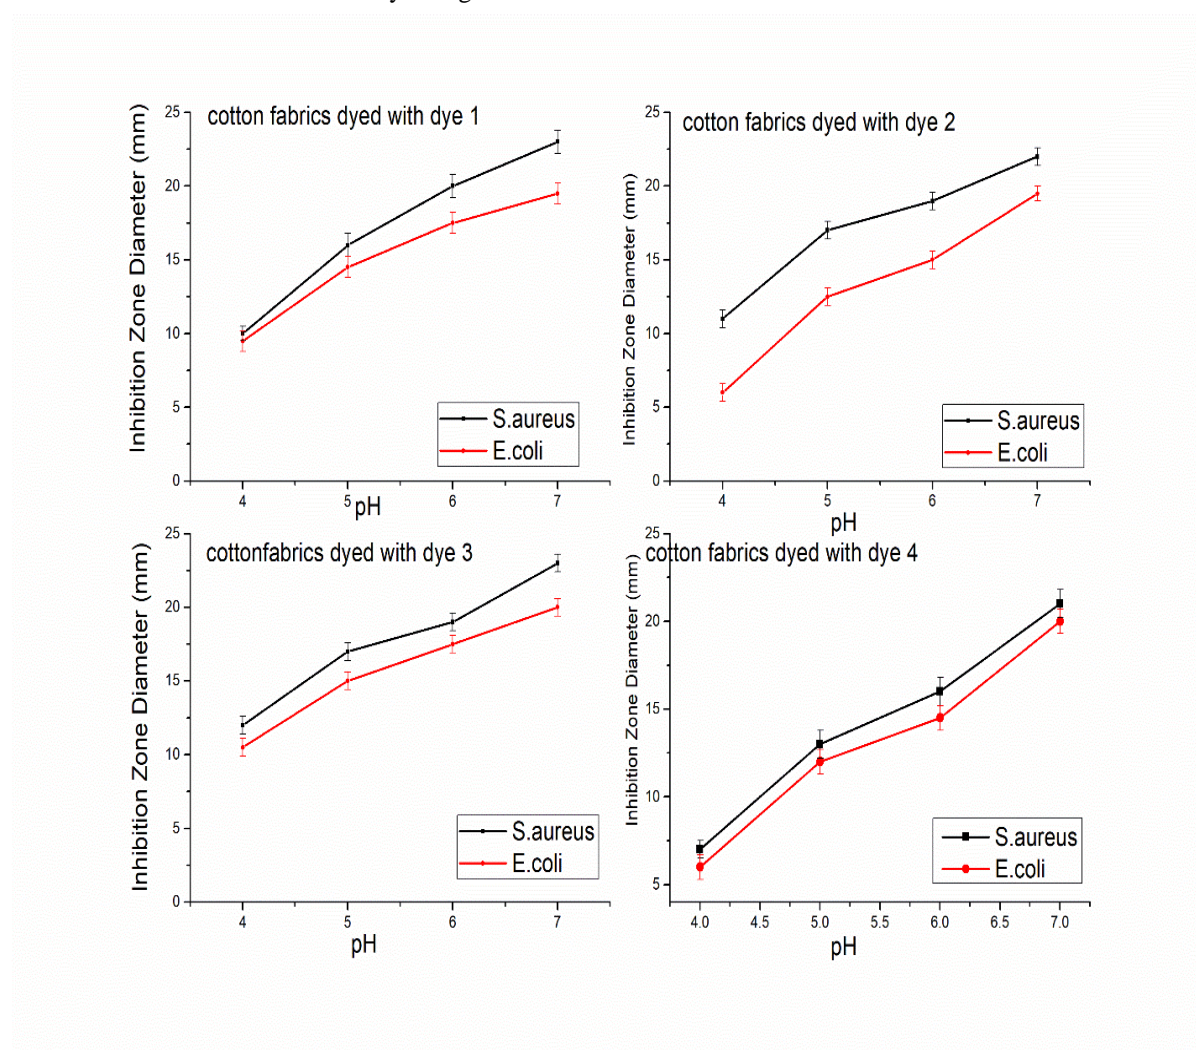 cotton fabrics dyed with dye 1
Inhibition Zone Diameter (mm)
25
20
15
10
5
0
S.aureus
E.coli
4
5
6
7
pH
cotton fabrics dyed with dye 2
Inhibition Zone Diameter (mm)
25
20
15
10
5
0
S.aureus
E.coli
4
5
6
7
pH
cottonfabrics dyed with dye 3
Inhibition Zone Diameter (mm)
25
20
15
10
5
0
S.aureus
E.coli
4
5
6
7
pH
cotton fabrics dyed with dye 4
Inhibition Zone Diameter (mm)
25
20
15
10
5
S.aureus
E.coli
4.0
4.5
5.0
5.5
6.0
6.5
7.0
pH